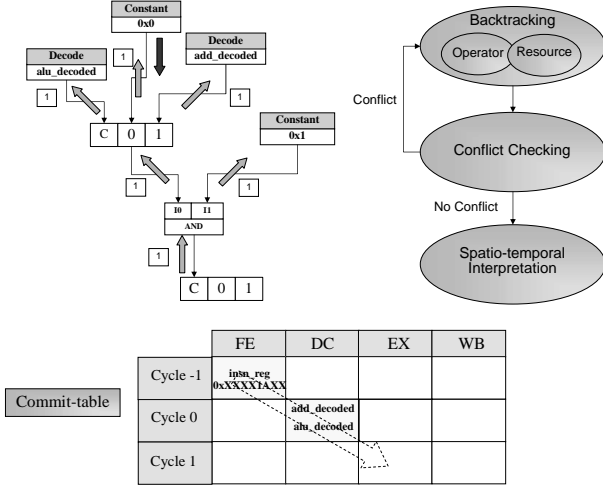 Constant
0x0
Decode
alu_decoded
Decode
add_decoded
1
1
1
C 0 1
Constant
0x1
1
1
I0 I1
AND
1
C 0 1
Backtracking
Operator
Resource
Conflict
Conflict Checking
No Conflict
Spatio-temporal
Interpretation
Commit-table
FE DC EX WB
Cycle -1
insn_reg
0xXXXX1AXX
Cycle 0
add_decoded
alu_decoded
Cycle 1